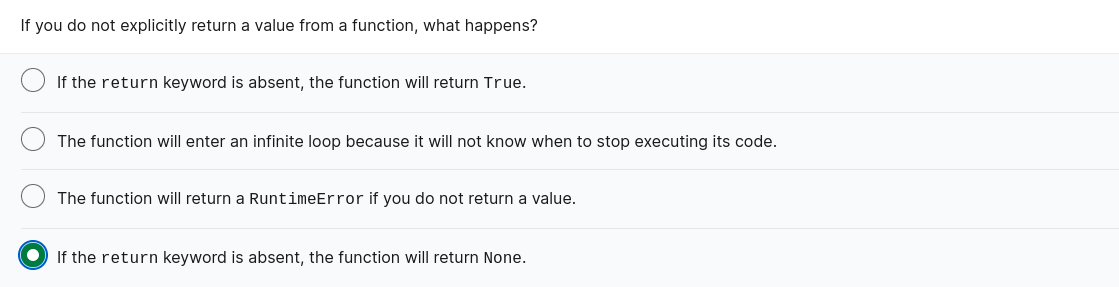 If you do not explicitly return a value from a function, what happens?
If the return keyword is absent, the function will return True.
The function will enter an infinite loop because it will not know when to stop executing its code.
The function will return a RuntimeError if you do not return a value.
If the return keyword is absent, the function will return None.